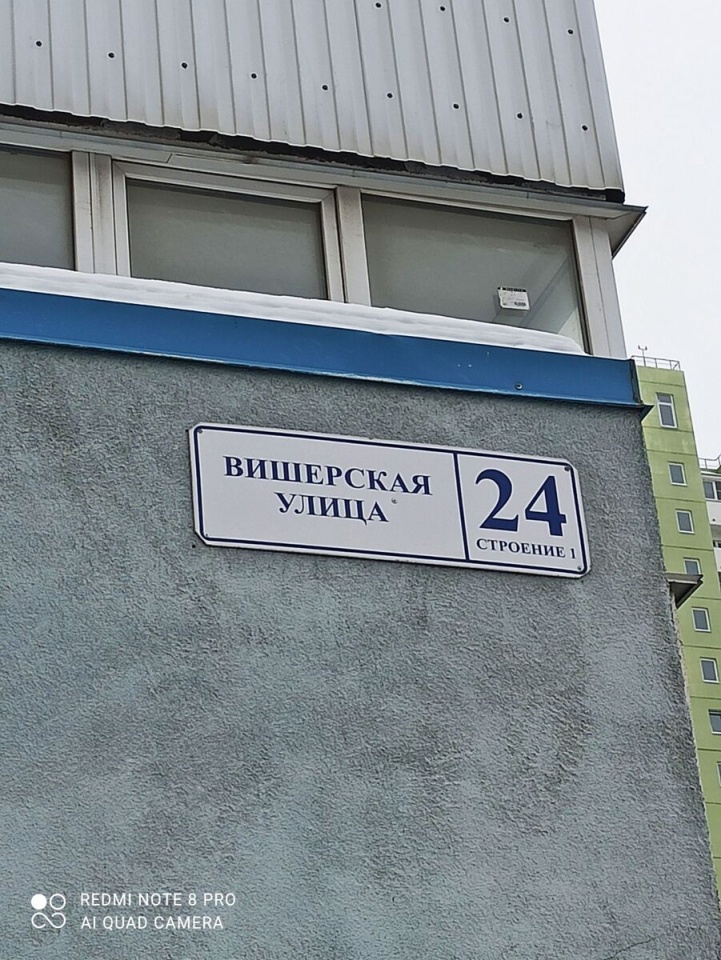 ВИШЕРСКАЯ
УЛИЦА
24
СТРОЕНИЕ 1
REDMI NOTE 8 PRO
AI QUAD CAMERA